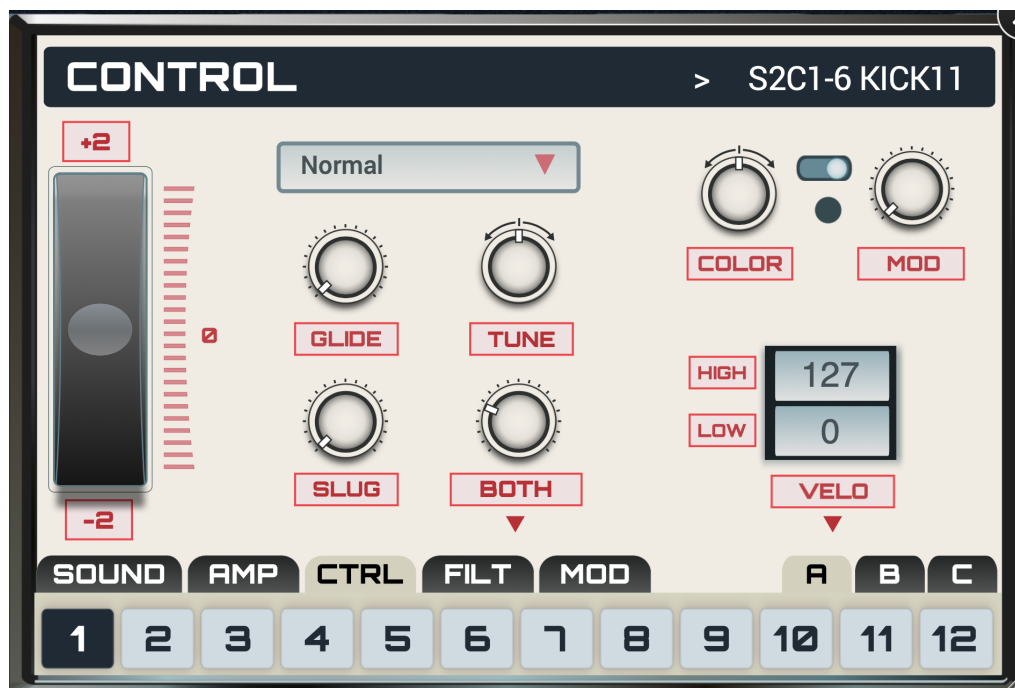 CONTROL > S2C1-6 KICK11
+2
Normal
COLOR MOD
0
GLIDE TUNE
HIGH 127
LOW 0
SLUG BOTH VELO
-2
SOUND AMP CTRL FILT MOD A B C
1 2 3 4 5 6 7 8 9 10 11 12